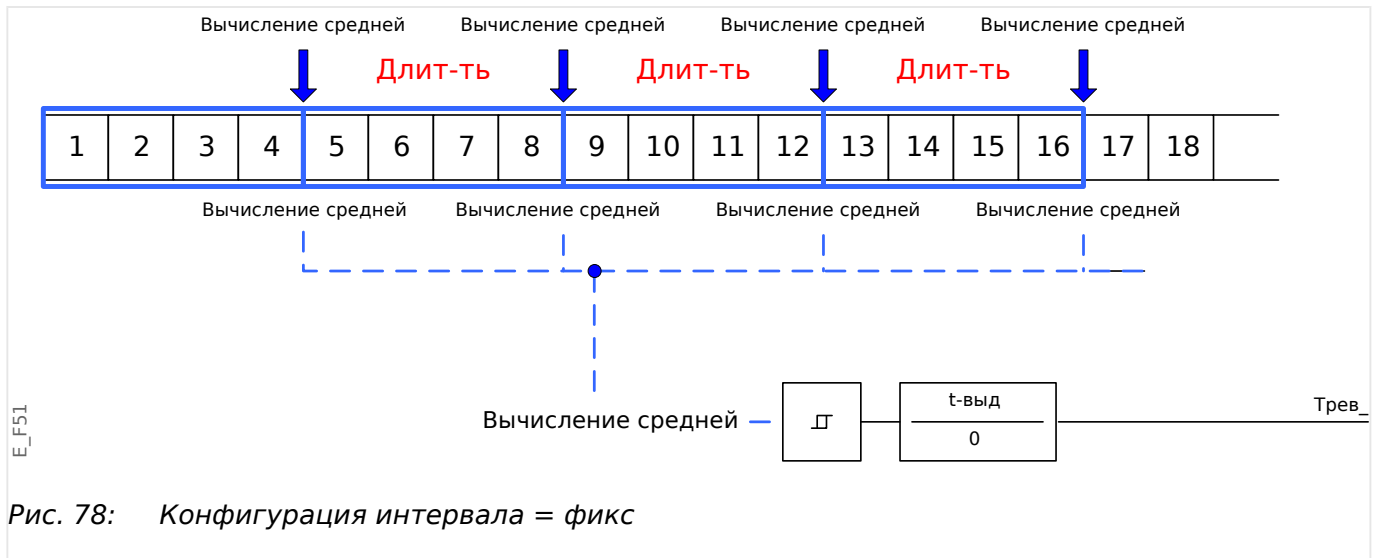 Вычисление средней Вычисление средней Вычисление средней Вычисление средней
Длит-ть Длит-ть Длит-ть
1 2 3 4 5 6 7 8 9 10 11 12 13 14 15 16 17 18
Вычисление средней Вычисление средней Вычисление средней Вычисление средней
Вычисление средней
t-выд
0
Трев_
E_F51
Рис. 78: Конфигурация интервала = фикс